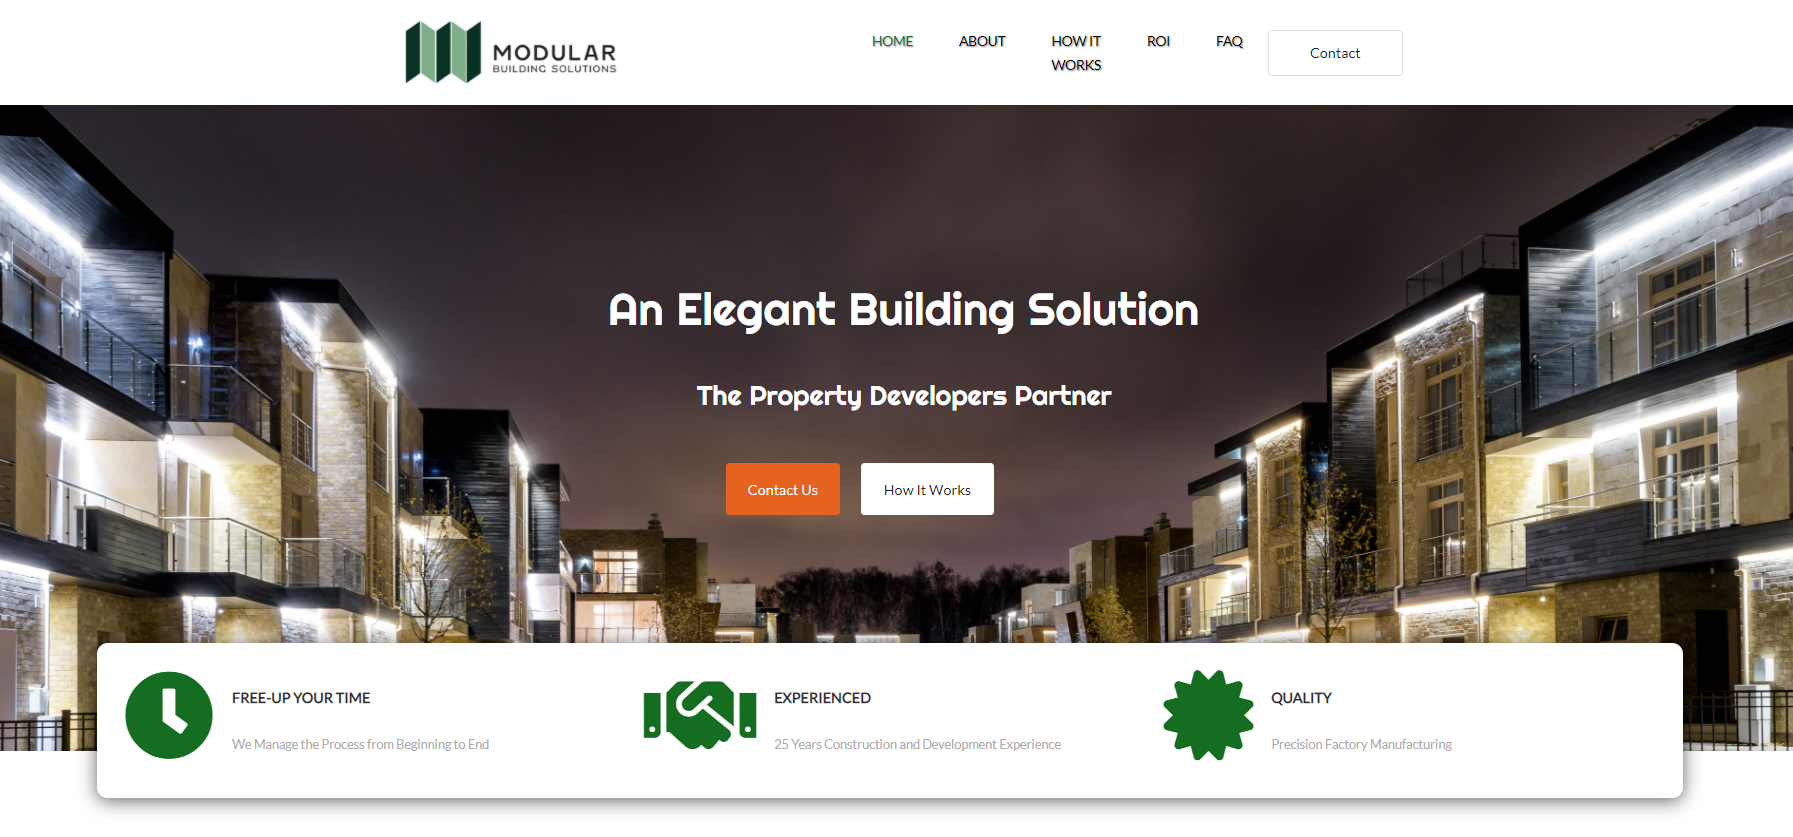 MODULAR
BUILDING SOLUTIONS
HOME
ABOUT
HOW IT
WORKS
ROI
FAQ
Contact
An Elegant Building Solution
The Property Developers Partner
Contact Us
How It Works
FREE-UP YOUR TIME
We Manage the Process from Beginning to End
EXPERIENCED
25 Years Construction and Development Experience
QUALITY
Precision Factory Manufacturing